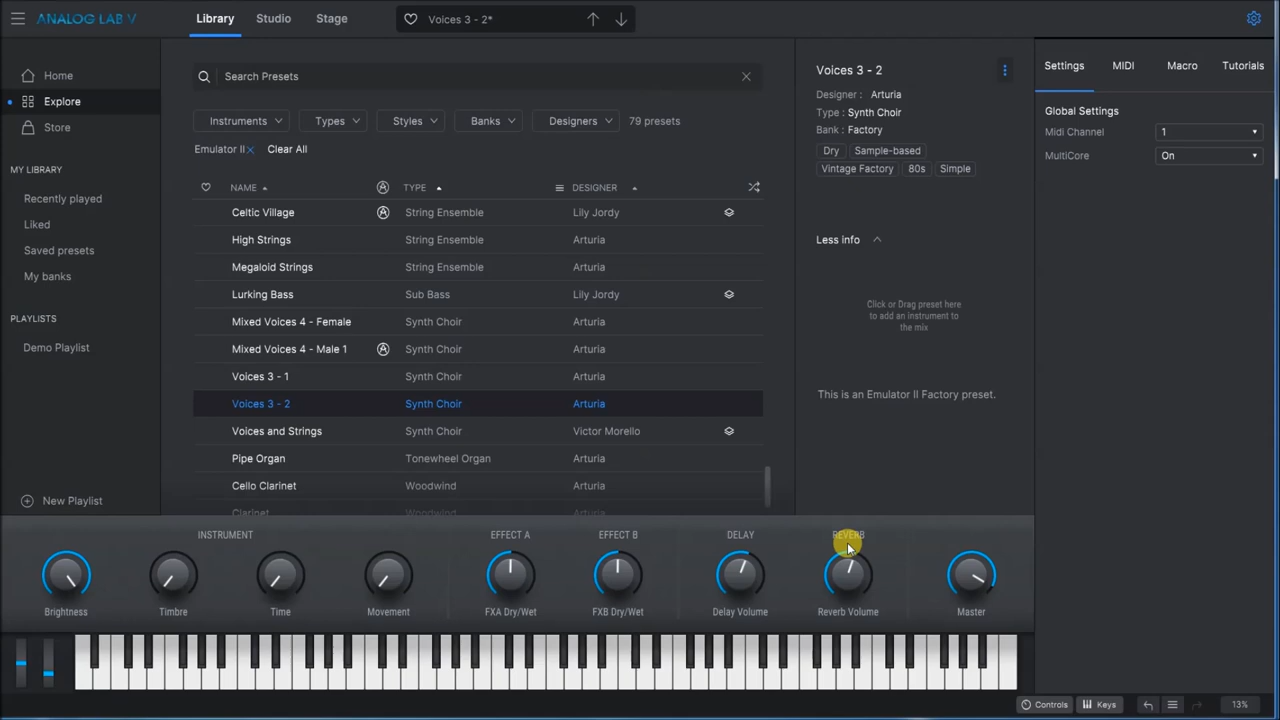 ANALOG LAB V
Library
Studio
Stage
Voices 3 - 2*
Home
Explore
Store
MY LIBRARY
Recently played
Liked
Saved presets
My banks
PLAYLISTS
Demo Playlist
New Playlist
Search Presets
Instruments
Types
Styles
Banks
Designers
79 presets
Emulator II
Clear All
NAME TYPE DESIGNER
Celtic Village String Ensemble Lily Jordy
High Strings String Ensemble Arturia
Megaloid Strings String Ensemble Arturia
Lurking Bass Sub Bass Lily Jordy
Mixed Voices 4 - Female Synth Choir Arturia
Mixed Voices 4 - Male 1 Synth Choir Arturia
Voices 3 - 1 Synth Choir Arturia
Voices 3 - 2 Synth Choir Arturia
Voices and Strings Synth Choir Victor Morello
Pipe Organ Tonewheel Organ Arturia
Cello Clarinet Woodwind Arturia
Clarinet Woodwind Arturia
Voices 3 - 2
Designer : Arturia
Type : Synth Choir
Bank : Factory
Dry Sample-based
Vintage Factory 80s Simple
Less info
Click or Drag preset here
to add an instrument to
the mix
This is an Emulator II Factory preset.
Settings
MIDI
Macro
Tutorials
Global Settings
Midi Channel 1
MultiCore On
INSTRUMENT
EFFECT A
EFFECT B
DELAY
REVERB
Brightness
Timbre
Time
Movement
FXA Dry/Wet
FXB Dry/Wet
Delay Volume
Reverb Volume
Master
Controls
Keys
13%